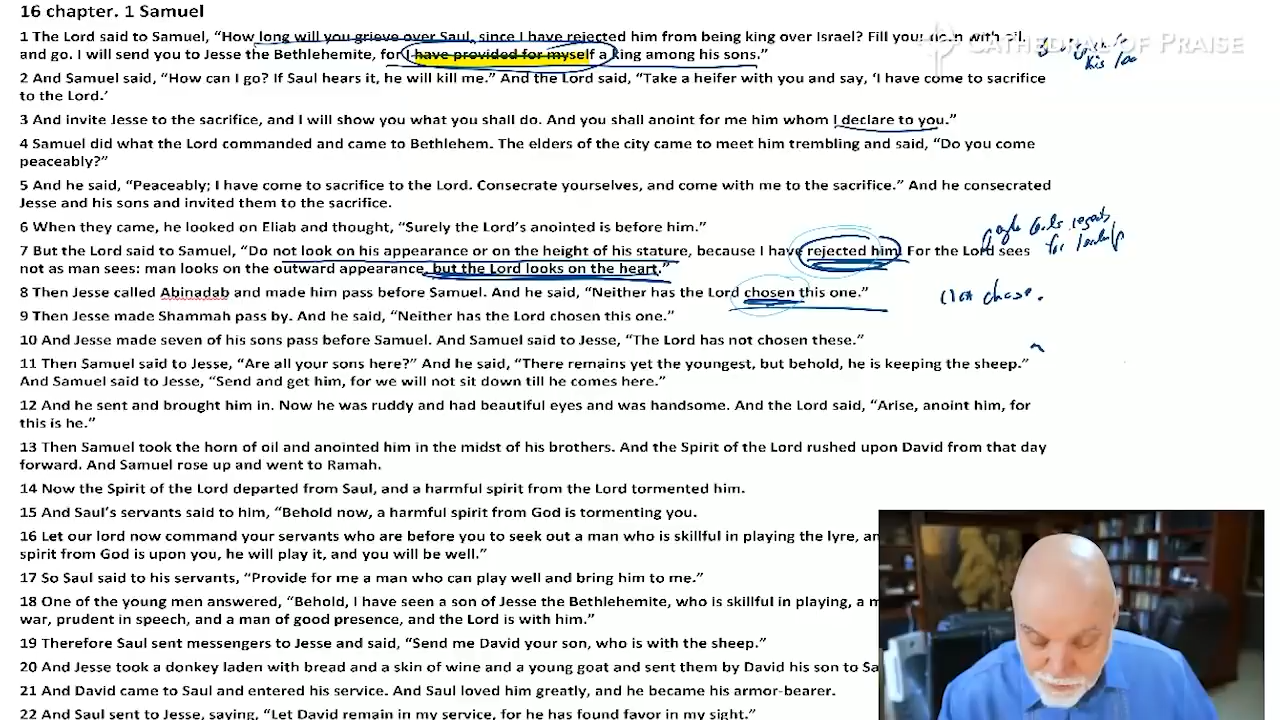 16 chapter. 1 Samuel
CATHEDRAL OF PRAISE
1 The Lord said to Samuel, “How long will you grieve over Saul, since I have rejected him from being king over Israel? Fill your horn with oil,
and go. I will send you to Jesse the Bethlehemite, for I have provided for myself a king among his sons.”
2 And Samuel said, “How can I go? If Saul hears it, he will kill me.” And the Lord said, “Take a heifer with you and say, ‘I have come to sacrifice
to the Lord.’
3 And invite Jesse to the sacrifice, and I will show you what you shall do. And you shall anoint for me him whom I declare to you.”
4 Samuel did what the Lord commanded and came to Bethlehem. The elders of the city came to meet him trembling and said, “Do you come
peaceably?”
5 And he said, “Peaceably; I have come to sacrifice to the Lord. Consecrate yourselves, and come with me to the sacrifice.” And he consecrated
Jesse and his sons and invited them to the sacrifice.
6 When they came, he looked on Eliab and thought, “Surely the Lord’s anointed is before him.”
7 But the Lord said to Samuel, “Do not look on his appearance or on the height of his stature, because I have rejected him. For the Lord sees
not as man sees: man looks on the outward appearance, but the Lord looks on the heart.”
for
8 Then Jesse called Abinadab and made him pass before Samuel. And he said, “Neither has the Lord chosen this one.”
not chose.
9 Then Jesse made Shammah pass by. And he said, “Neither has the Lord chosen this one.”
10 And Jesse made seven of his sons pass before Samuel. And Samuel said to Jesse, “The Lord has not chosen these.”
11 Then Samuel said to Jesse, “Are all your sons here?” And he said, “There remains yet the youngest, but behold, he is keeping the sheep.”
And Samuel said to Jesse, “Send and get him, for we will not sit down till he comes here.”
12 And he sent and brought him in. Now he was ruddy and had beautiful eyes and was handsome. And the Lord said, “Arise, anoint him, for
this is he.”
13 Then Samuel took the horn of oil and anointed him in the midst of his brothers. And the Spirit of the Lord rushed upon David from that day
forward. And Samuel rose up and went to Ramah.
14 Now the Spirit of the Lord departed from Saul, and a harmful spirit from the Lord tormented him.
15 And Saul’s servants said to him, “Behold now, a harmful spirit from God is tormenting you.
16 Let our lord now command your servants who are before you to seek out a man who is skillful in playing the lyre, an
spirit from God is upon you, he will play it, and you will be well.”
17 So Saul said to his servants, “Provide for me a man who can play well and bring him to me.”
18 One of the young men answered, “Behold, I have seen a son of Jesse the Bethlehemite, who is skillful in playing, a m
war, prudent in speech, and a man of good presence, and the Lord is with him.”
19 Therefore Saul sent messengers to Jesse and said, “Send me David your son, who is with the sheep.”
20 And Jesse took a donkey laden with bread and a skin of wine and a young goat and sent them by David his son to Sa
21 And David came to Saul and entered his service. And Saul loved him greatly, and he became his armor-bearer.
22 And Saul sent to Jesse, saying, “Let David remain in my service, for he has found favor in my sight.”